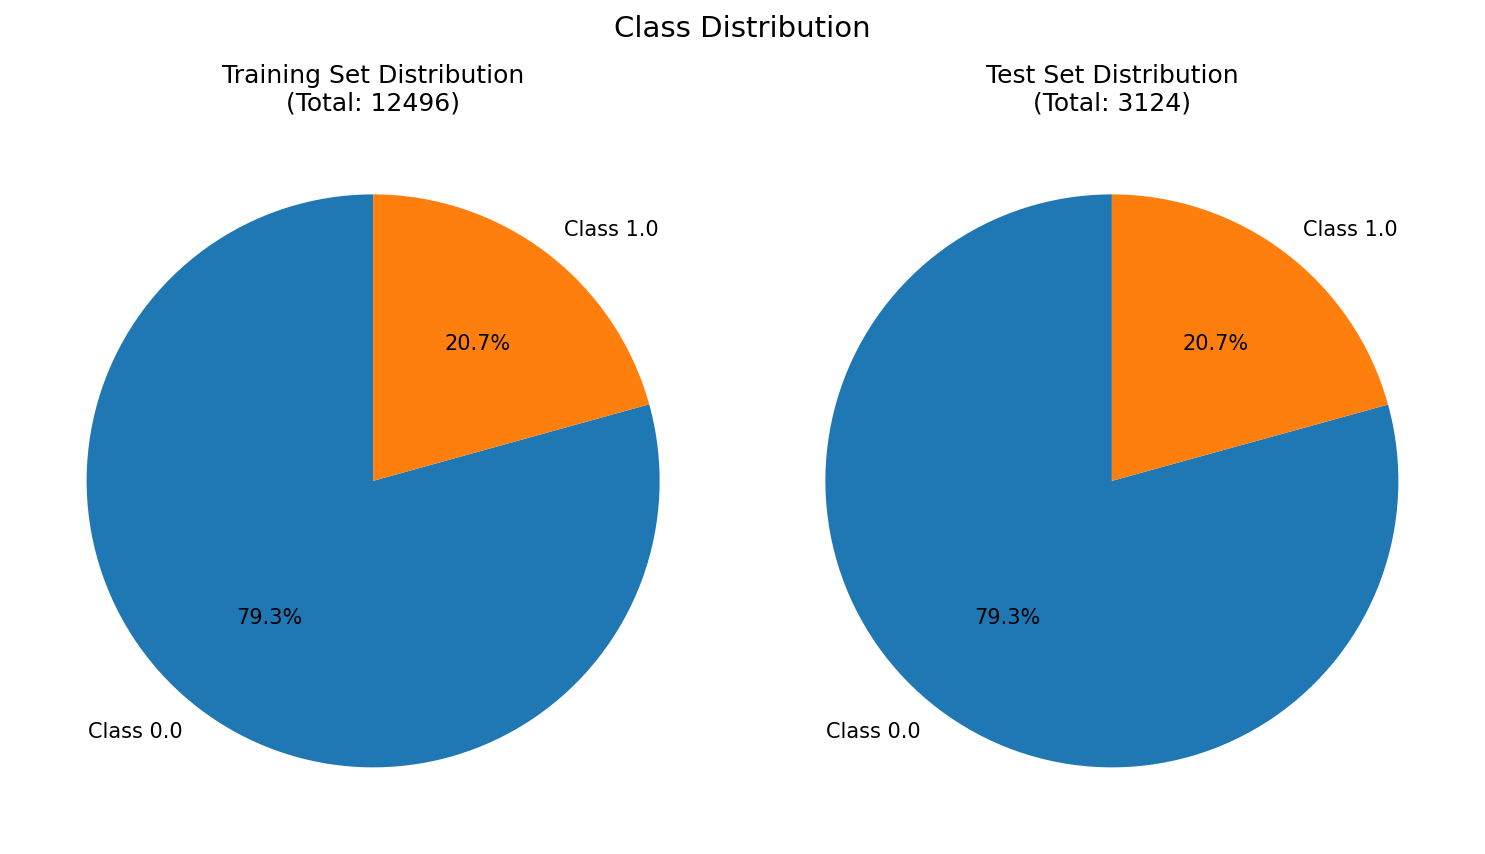 Class Distribution
Training Set Distribution
(Total: 12496)
Class 1.0
20.7%
79.3%
Class 0.0
Test Set Distribution
(Total: 3124)
Class 1.0
20.7%
79.3%
Class 0.0